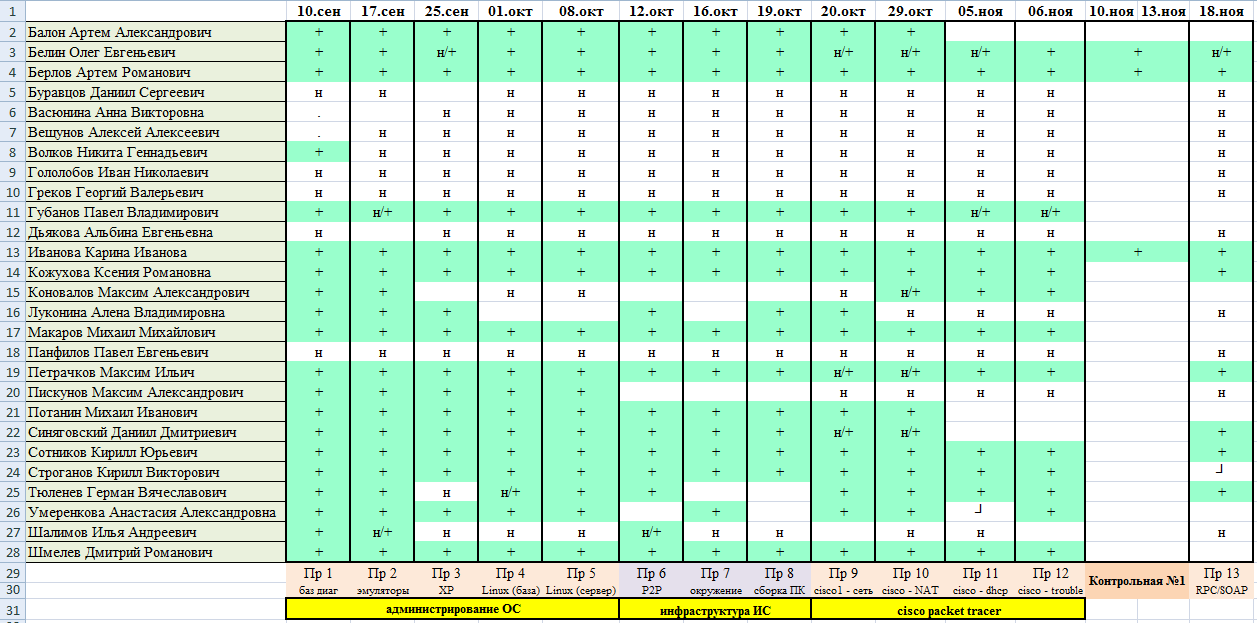 1 10.сен 17.сен 25.сен 01.окт 08.окт 12.окт 16.окт 19.окт 20.окт 29.окт 05.ноя 06.ноя 10.ноя 13.ноя 18.ноя
2 Балон Артем Александрович + + + + + + + + + +
3 Белин Олег Евгеньевич + + н/+ + + + + + н/+ н/+ н/+ + + н/+
4 Берлов Артем Романович + + + + + + + + + + + + + +
5 Буравцов Даниил Сергеевич н н н н н н н н н н н н
6 Васюнина Анна Викторовна . н н н н н н н н н н н
7 Вещунов Алексей Алексеевич . н н н н н н н н н н н н
8 Волков Никита Геннадьевич + н н н н н н н н н н н н
9 Гололобов Иван Николаевич н н н н н н н н н н н н н
10 Греков Георгий Валерьевич н н н н н н н н н н н н н
11 Губанов Павел Владимирович + н/+ + + + + + + + + н/+ н/+
12 Дьякова Альбина Евгеньевна н н н н н н н н н н н н
13 Иванова Карина Иванова + + + + + + + + + + + + + +
14 Кожухова Ксения Романовна + + + + + + + + + + + + +
15 Коновалов Максим Александрович + + н н н н/+ + +
16 Луконина Алена Владимировна + + + + + + н н н н
17 Макаров Михаил Михайлович + + + + + + + + + + + +
18 Панфилов Павел Евгеньевич н н н н н н н н н н н н н
19 Петрачков Максим Ильич + + + + + + + + н/+ н/+ + + +
20 Пискунов Максим Александрович + + + + + н н н н н
21 Потанин Михаил Иванович + + + + + + + + + +
22 Синяговский Даниил Дмитриевич + + + + + + + + н/+ н/+ +
23 Сотников Кирилл Юрьевич + + + + + + + + + + + + +
24 Строганов Кирилл Викторович + + + + + + + + + + + + ┘
25 Тюленев Герман Вячеславович + + н н/+ + + + + + + +
26 Умеренкова Анастасия Александровна + + + + + + + + ┘ +
27 Шалимов Илья Андреевич + н/+ н н н н/+ н н н н н
28 Шмелев Дмитрий Романович + + + + + + + + + + + +
29 Пр 1 Пр 2 Пр 3 Пр 4 Пр 5 Пр 6 Пр 7 Пр 8 Пр 9 Пр 10 Пр 11 Пр 12 Контрольная №1 Пр 13
30 баз диаг эмуляторы XP Linux (база) Linux (сервер) P2P окружение сборка ПК cisco1 - сеть cisco - NAT cisco - dhcp cisco - trouble RPC/SOAP
31 администрирование ОС инфраструктура ИС cisco packet tracer